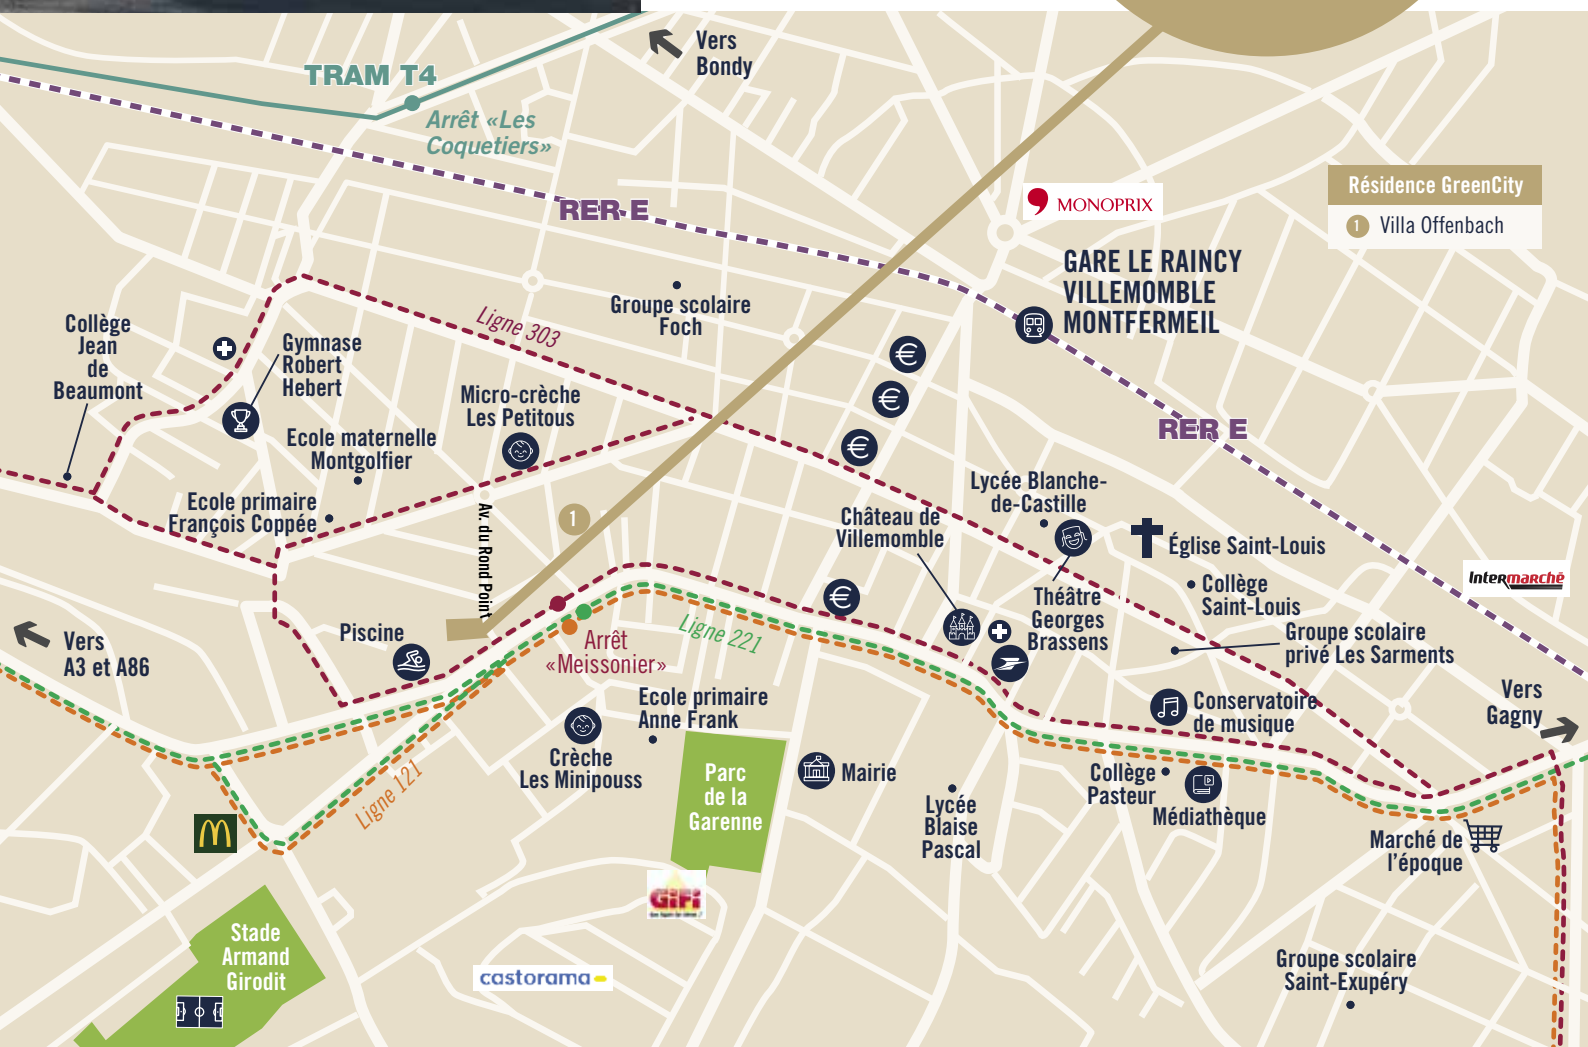 Vers
Bondy
TRAM T4
Arrêt «Les
Coquetiers»
RER E
MONOPRIX
Résidence GreenCity
1 Villa Offenbach
GARE LE RAINCY
VILLEMOMBLE
MONTFERMEIL
Groupe scolaire
Foch
Ligne 303
Collège
Jean
de
Beaumont
Gymnase
Robert
Hebert
Micro-crèche
Les Petitous
Ecole maternelle
Montgolfier
Ecole primaire
François Coppée
RER E
Lycée Blanche-
de-Castille
Château de
Villemomble
Église Saint-Louis
Intermarché
Collège
Saint-Louis
Théâtre
Georges
Brassens
Groupe scolaire
privé Les Sarments
1
Av. du Rond Point
Piscine
Vers
A3 et A86
Arrêt
«Meissonier»
Ligne 221
Ecole primaire
Anne Frank
Conservatoire
de musique
Vers
Gagny
Crèche
Les Minipouss
Parc
de la
Garenne
Mairie
Collège
Pasteur
Médiathèque
Lycée
Blaise
Pascal
Ligne 121
Marché de
l'époque
GiFi
Stade
Armand
Girodit
castorama
Groupe scolaire
Saint-Exupéry